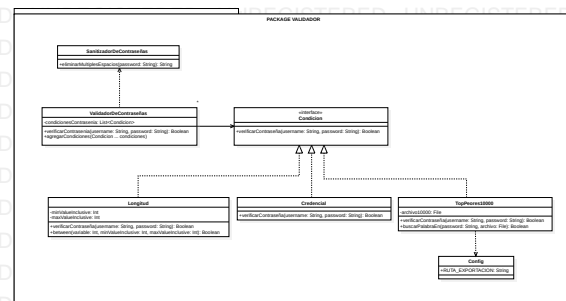 PACKAGE VALIDADOR
SanitizadorDeContraseñas
+eliminarMultiplesEspacios(password: String): String
ValidadorDeContraseñas
-condicionesContrasenia: List<Condicion>
+verificarContrasenia(username: String, password: String): Boolean
+agregarCondiciones(Condicion ... condiciones)
«interface»
Condicion
+verificarContraseña(username: String, password: String): Boolean
Longitud
-minValueInclusive: Int
-maxValueInclusive: Int
+verificarContraseña(username: String, password: String): Boolean
+between(variable: Int, minValueInclusive: Int, maxValueInclusive: Int): Boolean
Credencial
+verificarContraseña(username: String, password: String): Boolean
TopPeores10000
-archivo10000: File
+verificarContraseña(username: String, password: String): Boolean
+buscarPalabraEn(password: String, archivo: File): Boolean
Config
+RUTA_EXPORTACION: String